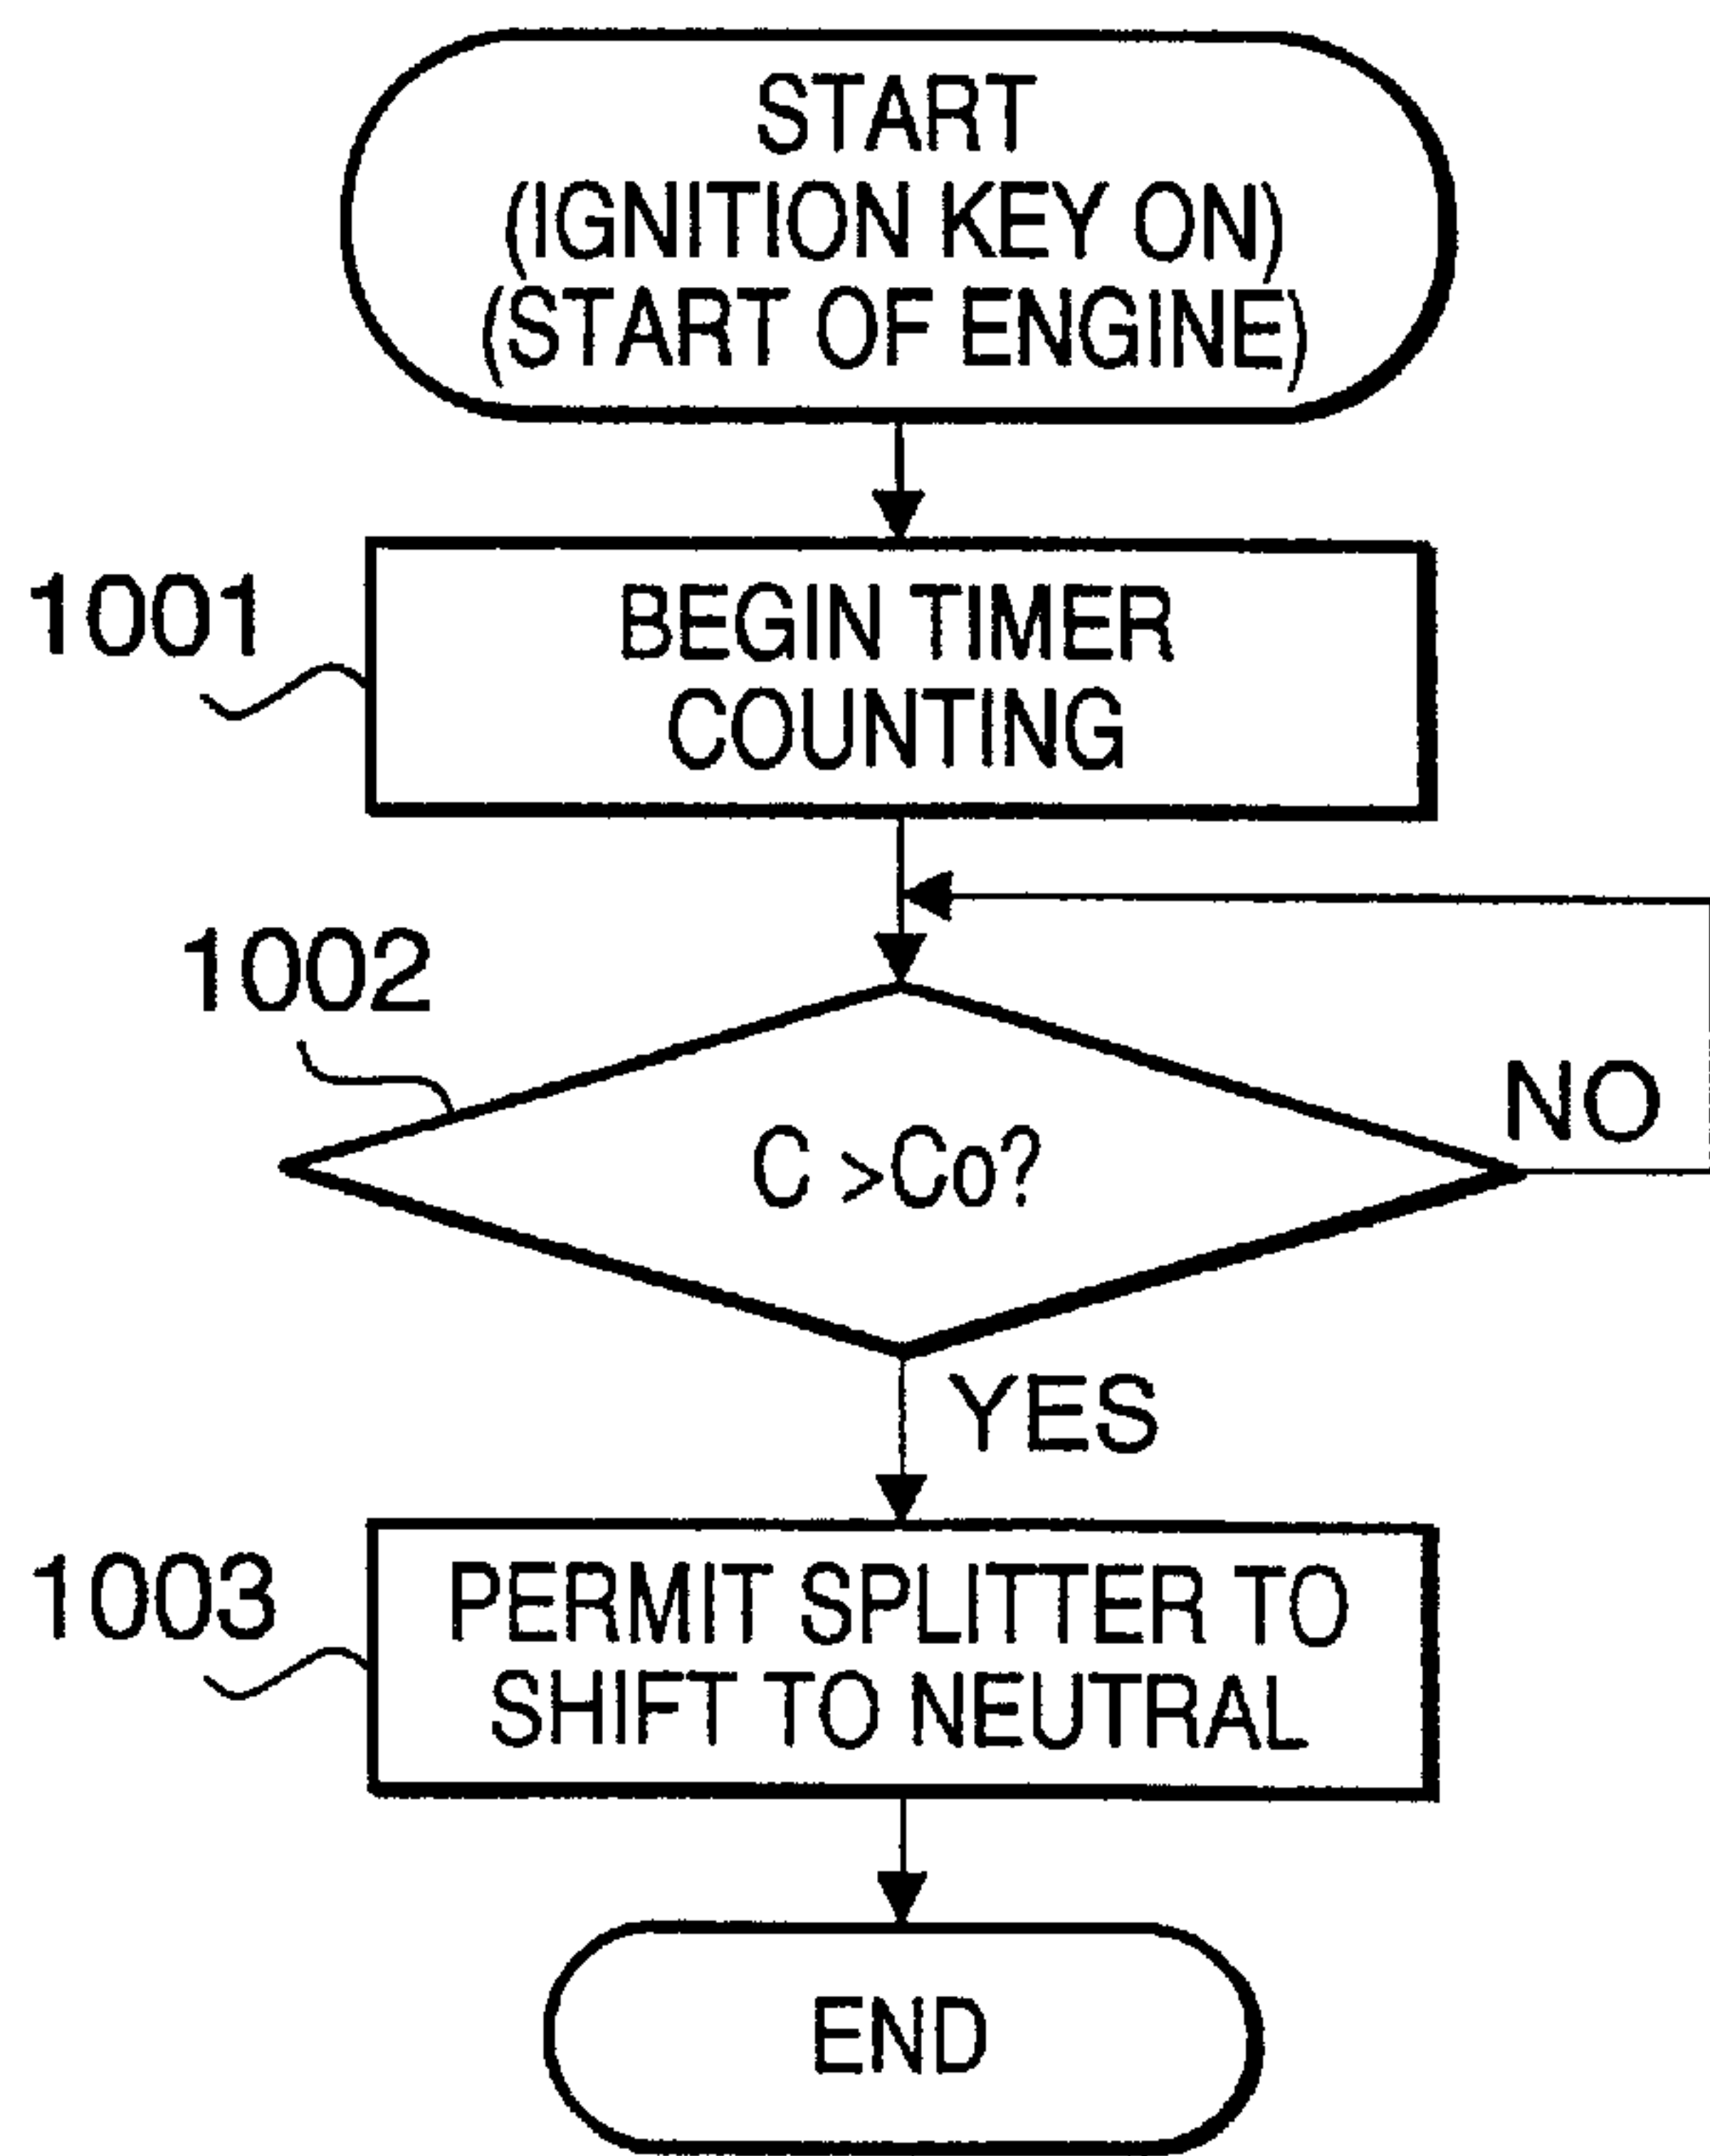 START
(IGNITION KEY ON)
(START OF ENGINE)
1001
BEGIN TIMER
COUNTING
1002
C >Co?
NO
YES
1003
PERMIT SPLITTER TO
SHIFT TO NEUTRAL
END